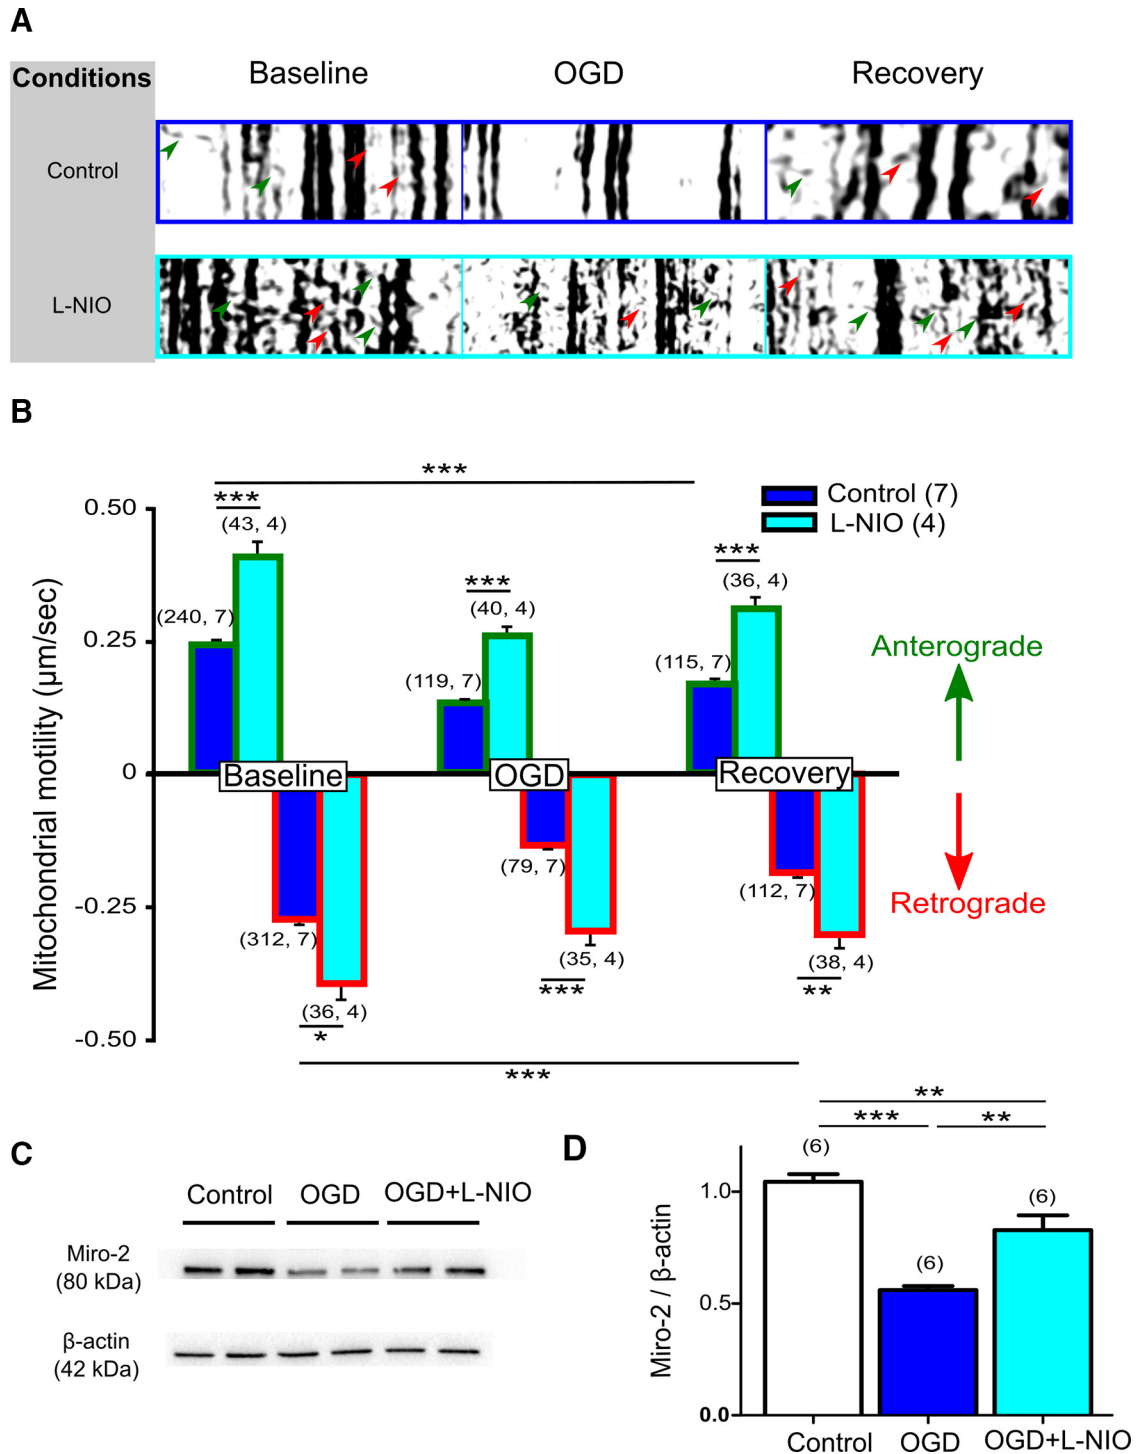 A
Conditions
Baseline
OGD
Recovery
Control
L-NIO
B
***
***
(43, 4)
Control (7)
L-NIO (4)
0.50
***
(36, 4)
***
(40, 4)
(240, 7)
0.25
(115, 7)
(119, 7)
Anterograde
Mitochondrial motility (µm/sec)
0
Baseline
OGD
Recovery
(79, 7)
(112, 7)
Retrograde
-0.25
(312, 7)
(35, 4)
(38, 4)
***
**
(36, 4)
*
-0.50
***
C
Control
OGD
OGD+L-NIO
Miro-2
(80 kDa)
β-actin
(42 kDa)
D
**
***
**
(6)
(6)
(6)
1.0
0.5
0.0
Miro-2 / β-actin
Control
OGD
OGD+L-NIO